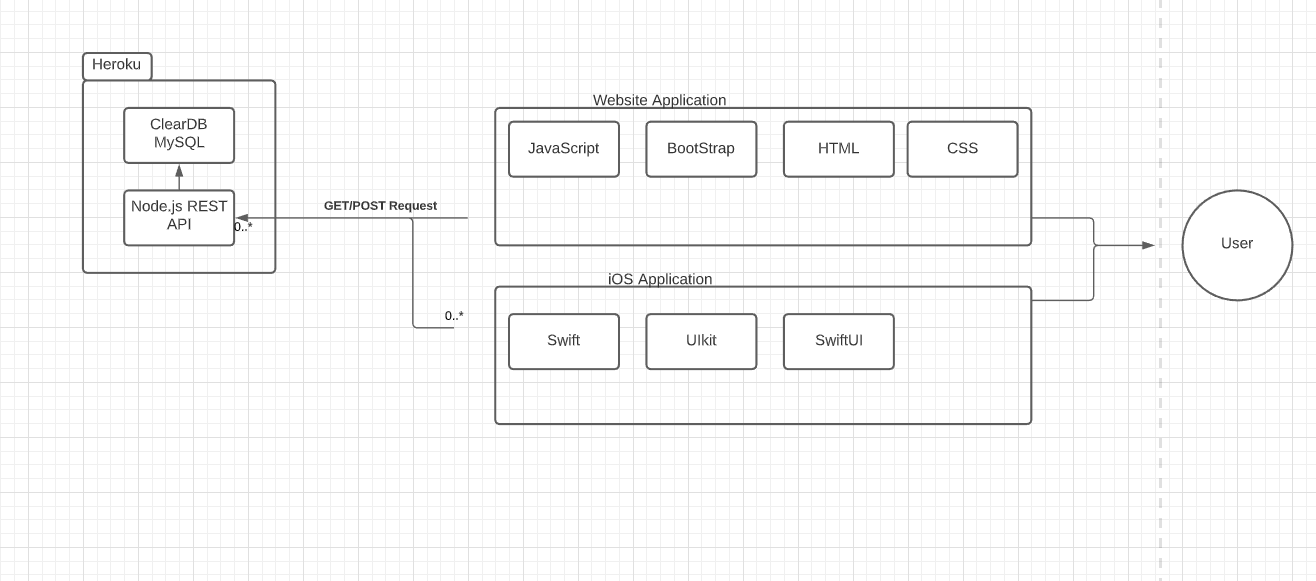 Heroku
ClearDB
MySQL
Node.js REST
API
0..*
GET/POST Request
0..*
Website Application
JavaScript
BootStrap
HTML
CSS
iOS Application
Swift
UIkit
SwiftUI
User